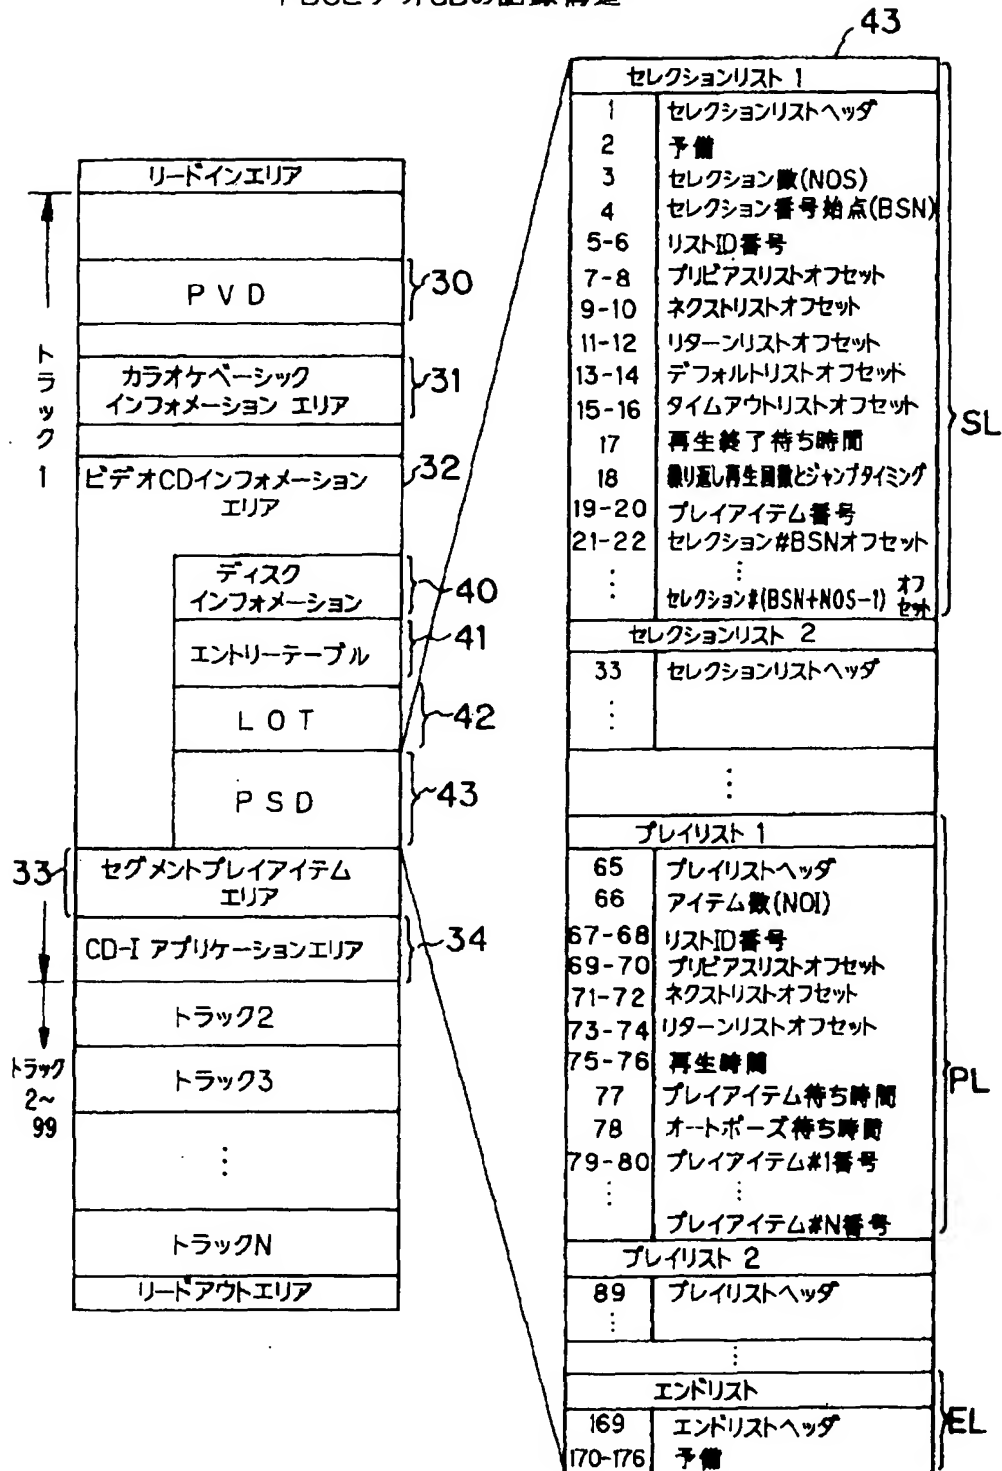 43
リードインエリア
PVD
30
カラオケベーシック
インフォメーション エリア
31
トラック1
ビデオCDインフォメーション
エリア
32
ディスク
インフォメーション
40
エントリーテーブル
41
LOT
42
PSD
43
33
セグメントプレイアイテム
エリア
CD-I アプリケーションエリア
34
トラック2
トラック
2~
99
トラック3
⋮
トラックN
リードアウトエリア
セレクションリスト 1
1 セレクションリストヘッダ
2 予備
3 セレクション数(NOS)
4 セレクション番号始点(BSN)
5-6 リストID番号
7-8 プリビアスリストオフセット
9-10 ネクストリストオフセット
11-12 リターンリストオフセット
13-14 デフォルトリストオフセット
15-16 タイムアウトリストオフセット
17 再生終了待ち時間
18 繰り返し再生回数とジャンプタイミング
19-20 プレイアイテム番号
21-22 セレクション#BSNオフセット
⋮ ⋮
セレクション#(BSN+NOS-1) オフセット
SL
セレクションリスト 2
33 セレクションリストヘッダ
⋮
⋮
プレイリスト 1
65 プレイリストヘッダ
66 アイテム数(NOI)
67-68 リストID番号
69-70 プリビアスリストオフセット
71-72 ネクストリストオフセット
73-74 リターンリストオフセット
75-76 再生時間
77 プレイアイテム待ち時間
78 オートポーズ待ち時間
79-80 プレイアイテム#1番号
⋮ ⋮
プレイアイテム#N番号
PL
プレイリスト 2
89 プレイリストヘッダ
⋮
⋮
エンドリスト
169 エンドリストヘッダ
170-176 予備
EL